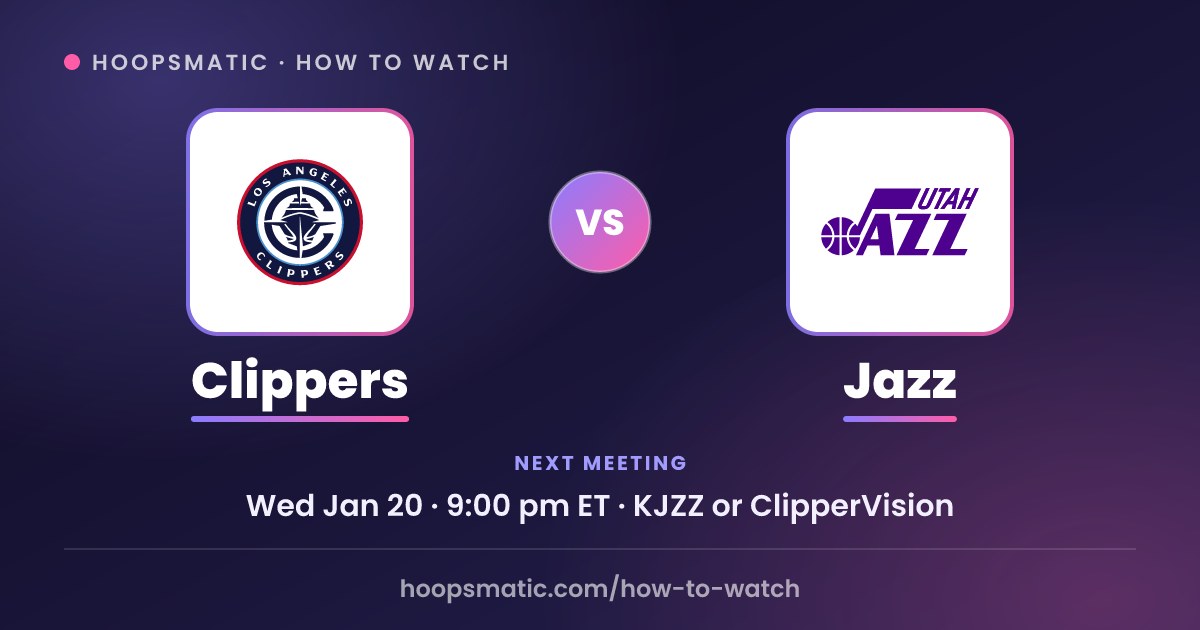 HOOPSMATIC · HOW TO WATCH
LOS ANGELES
CLIPPERS
VS
UTAH
JAZZ
Clippers
Jazz
NEXT MEETING
Wed Jan 20 · 9:00 pm ET · KJZZ or ClipperVision
hoopsmatic.com/how-to-watch